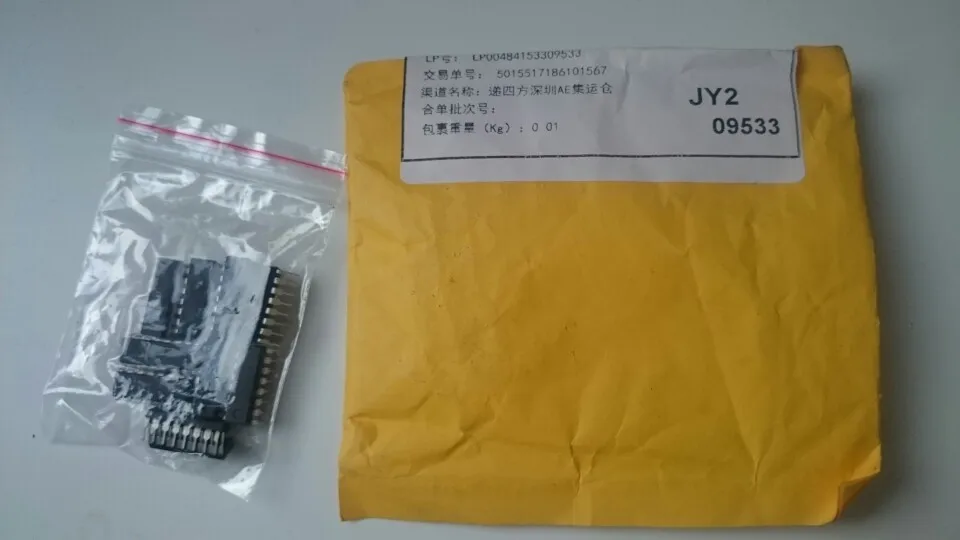 LP号: LP00484153309533
交易单号: 5015517186101567
渠道名称: 递四方深圳AE集运仓
合单批次号:
包裹重量 (Kg) : 0 01
JY2
09533